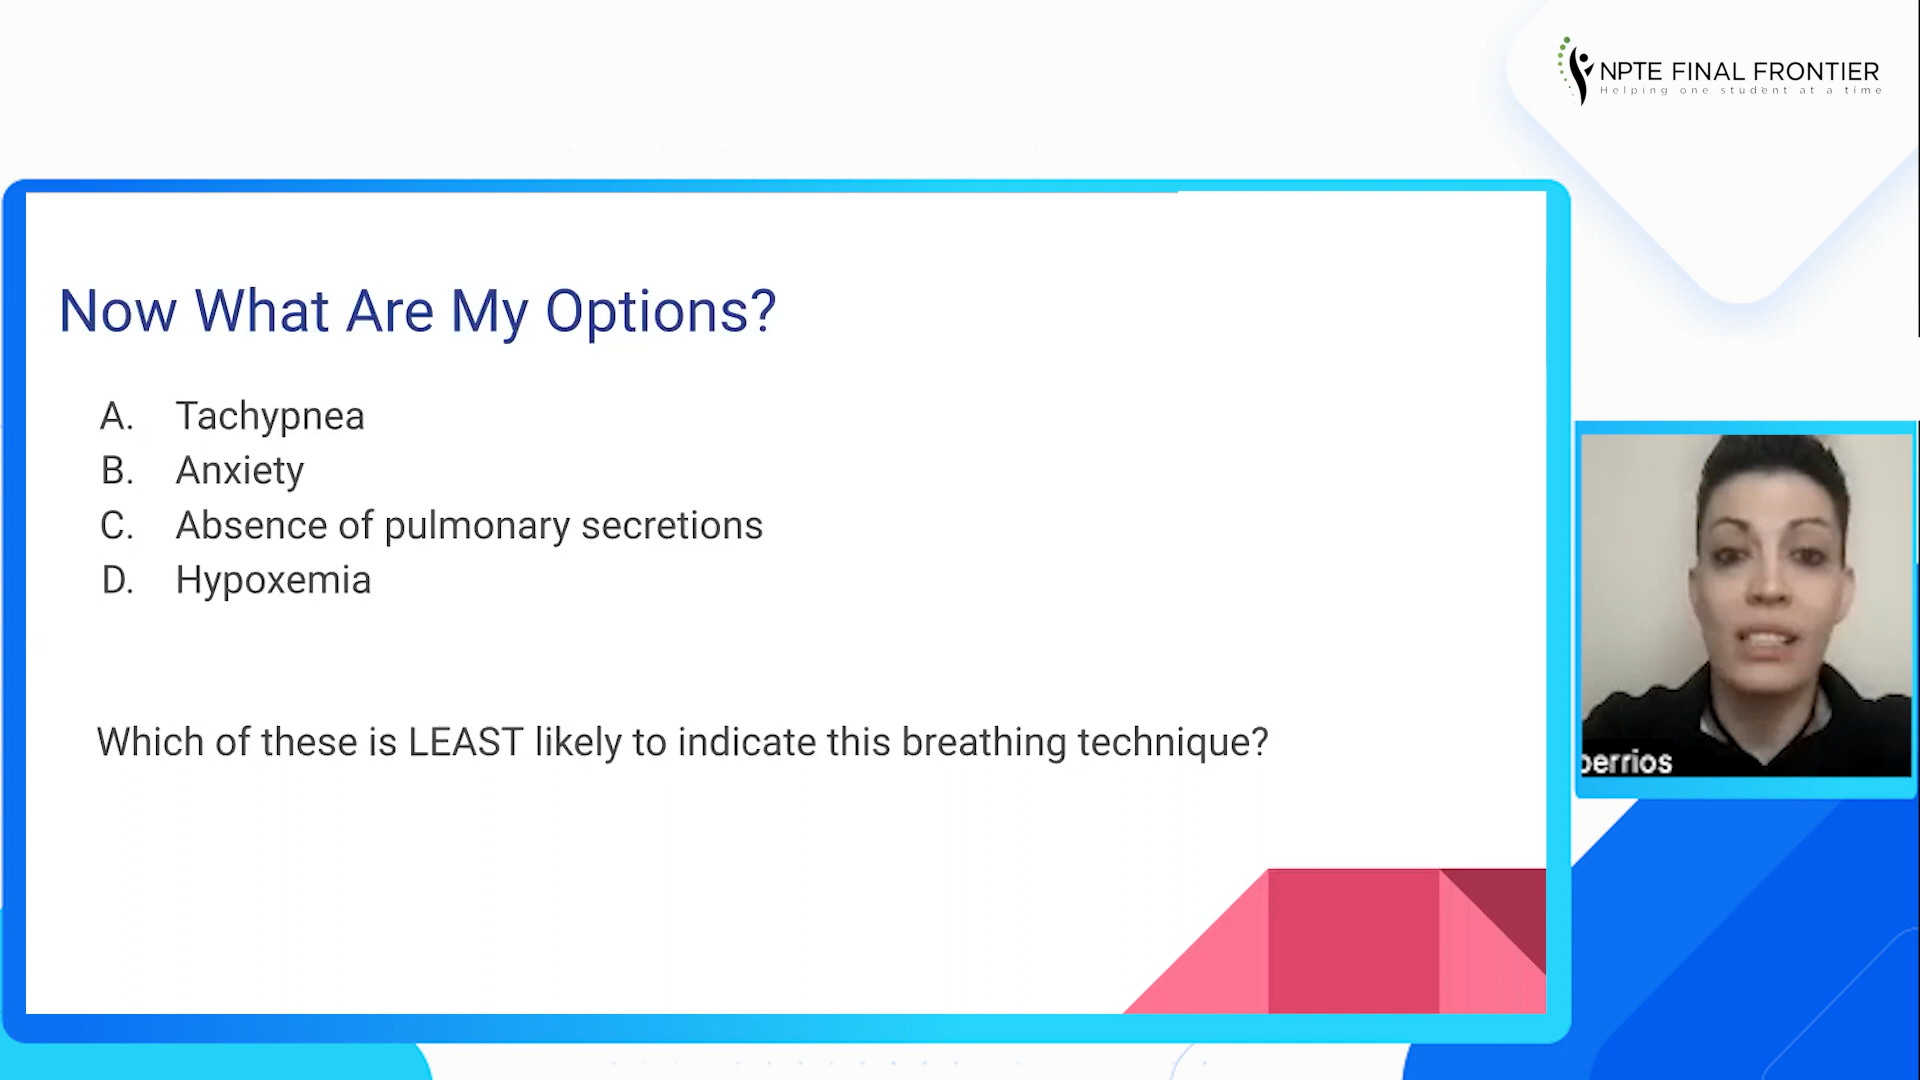 NPTE FINAL FRONTIER
Helping one student at a time
Now What Are My Options?
A. Tachypnea
B. Anxiety
C. Absence of pulmonary secretions
D. Hypoxemia
Which of these is LEAST likely to indicate this breathing technique?
berrios